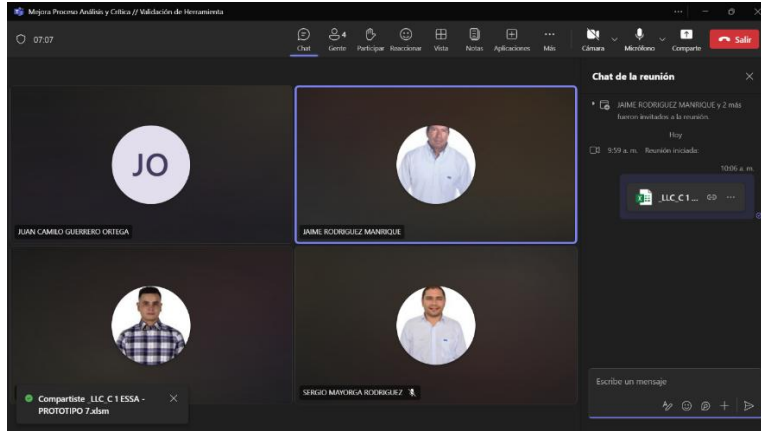 Mejora Proceso Análisis y Crítica // Validación de Herramienta
07:07
Chat
Gente
4
Participar
Reaccionar
Vista
Notas
Aplicaciones
Más
Cámara
Micrófono
Comparte
Salir
Chat de la reunión
JAIME RODRIGUEZ MANRIQUE y 2 más
fueron invitados a la reunión.
Hoy
9:59 a. m. Reunión iniciada:
10:06 a. m.
_LLC_C 1 ...
JO
JUAN CAMILO GUERRERO ORTEGA
JAIME RODRIGUEZ MANRIQUE
SERGIO MAYORGA RODRIGUEZ
Compartiste _LLC_C 1 ESSA -
PROTOTIPO 7.xlsm
Escribe un mensaje